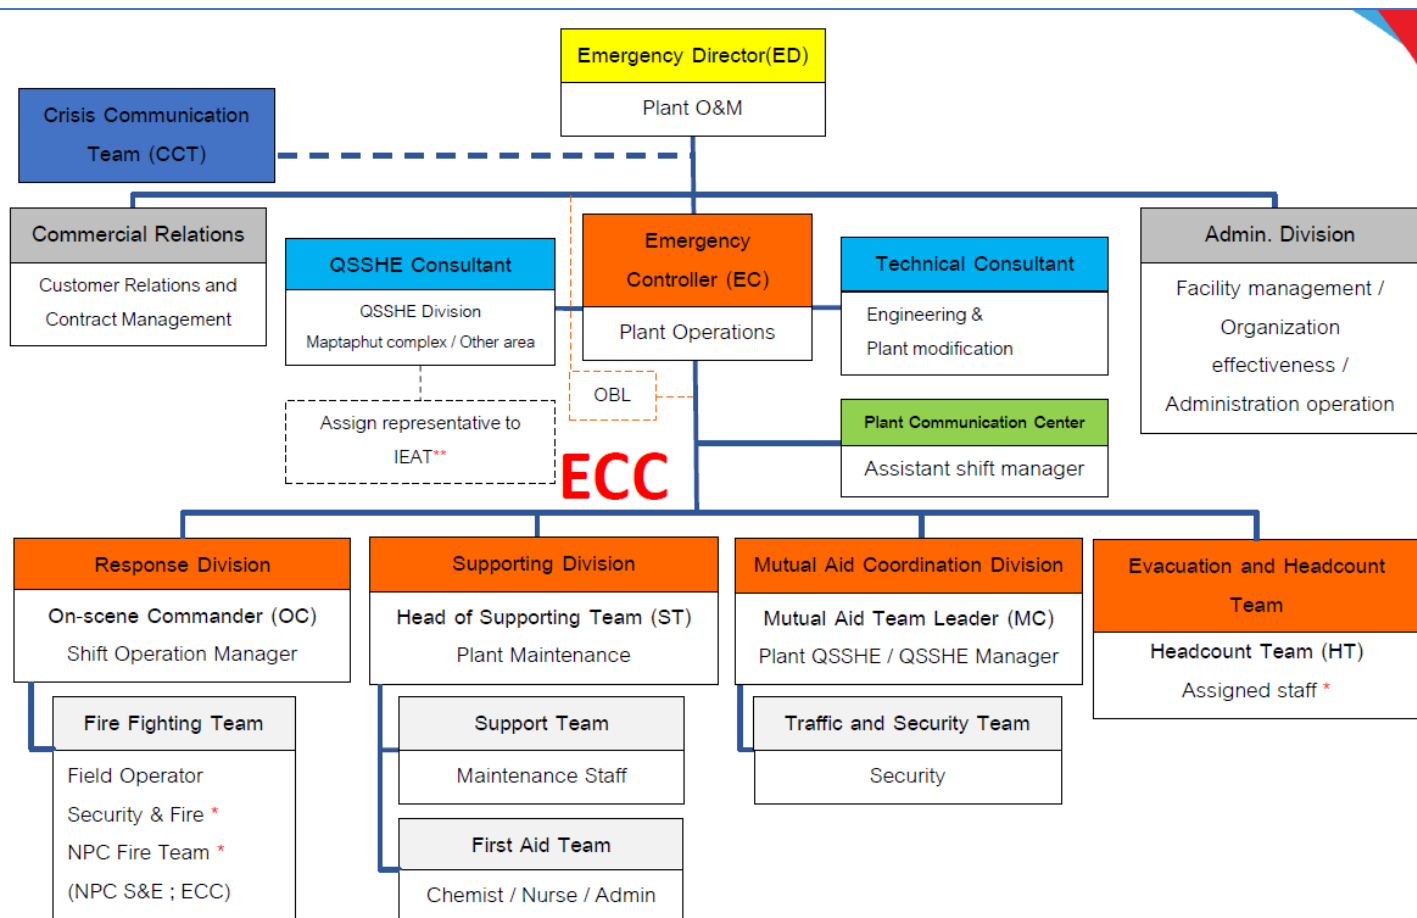 Emergency Director(ED)
Plant O&M
Crisis Communication
Team (CCT)
Commercial Relations
Customer Relations and
Contract Management
QSSHE Consultant
QSSHE Division
Maptaphut complex / Other area
Assign representative to
IEAT**
Emergency
Controller (EC)
Plant Operations
OBL
Technical Consultant
Engineering &
Plant modification
Admin. Division
Facility management /
Organization
effectiveness /
Administration operation
Plant Communication Center
Assistant shift manager
ECC
Response Division
On-scene Commander (OC)
Shift Operation Manager
Fire Fighting Team
Field Operator
Security & Fire *
NPC Fire Team *
(NPC S&E ; ECC)
Supporting Division
Head of Supporting Team (ST)
Plant Maintenance
Support Team
Maintenance Staff
First Aid Team
Chemist / Nurse / Admin
Mutual Aid Coordination Division
Mutual Aid Team Leader (MC)
Plant QSSHE / QSSHE Manager
Traffic and Security Team
Security
Evacuation and Headcount
Team
Headcount Team (HT)
Assigned staff *